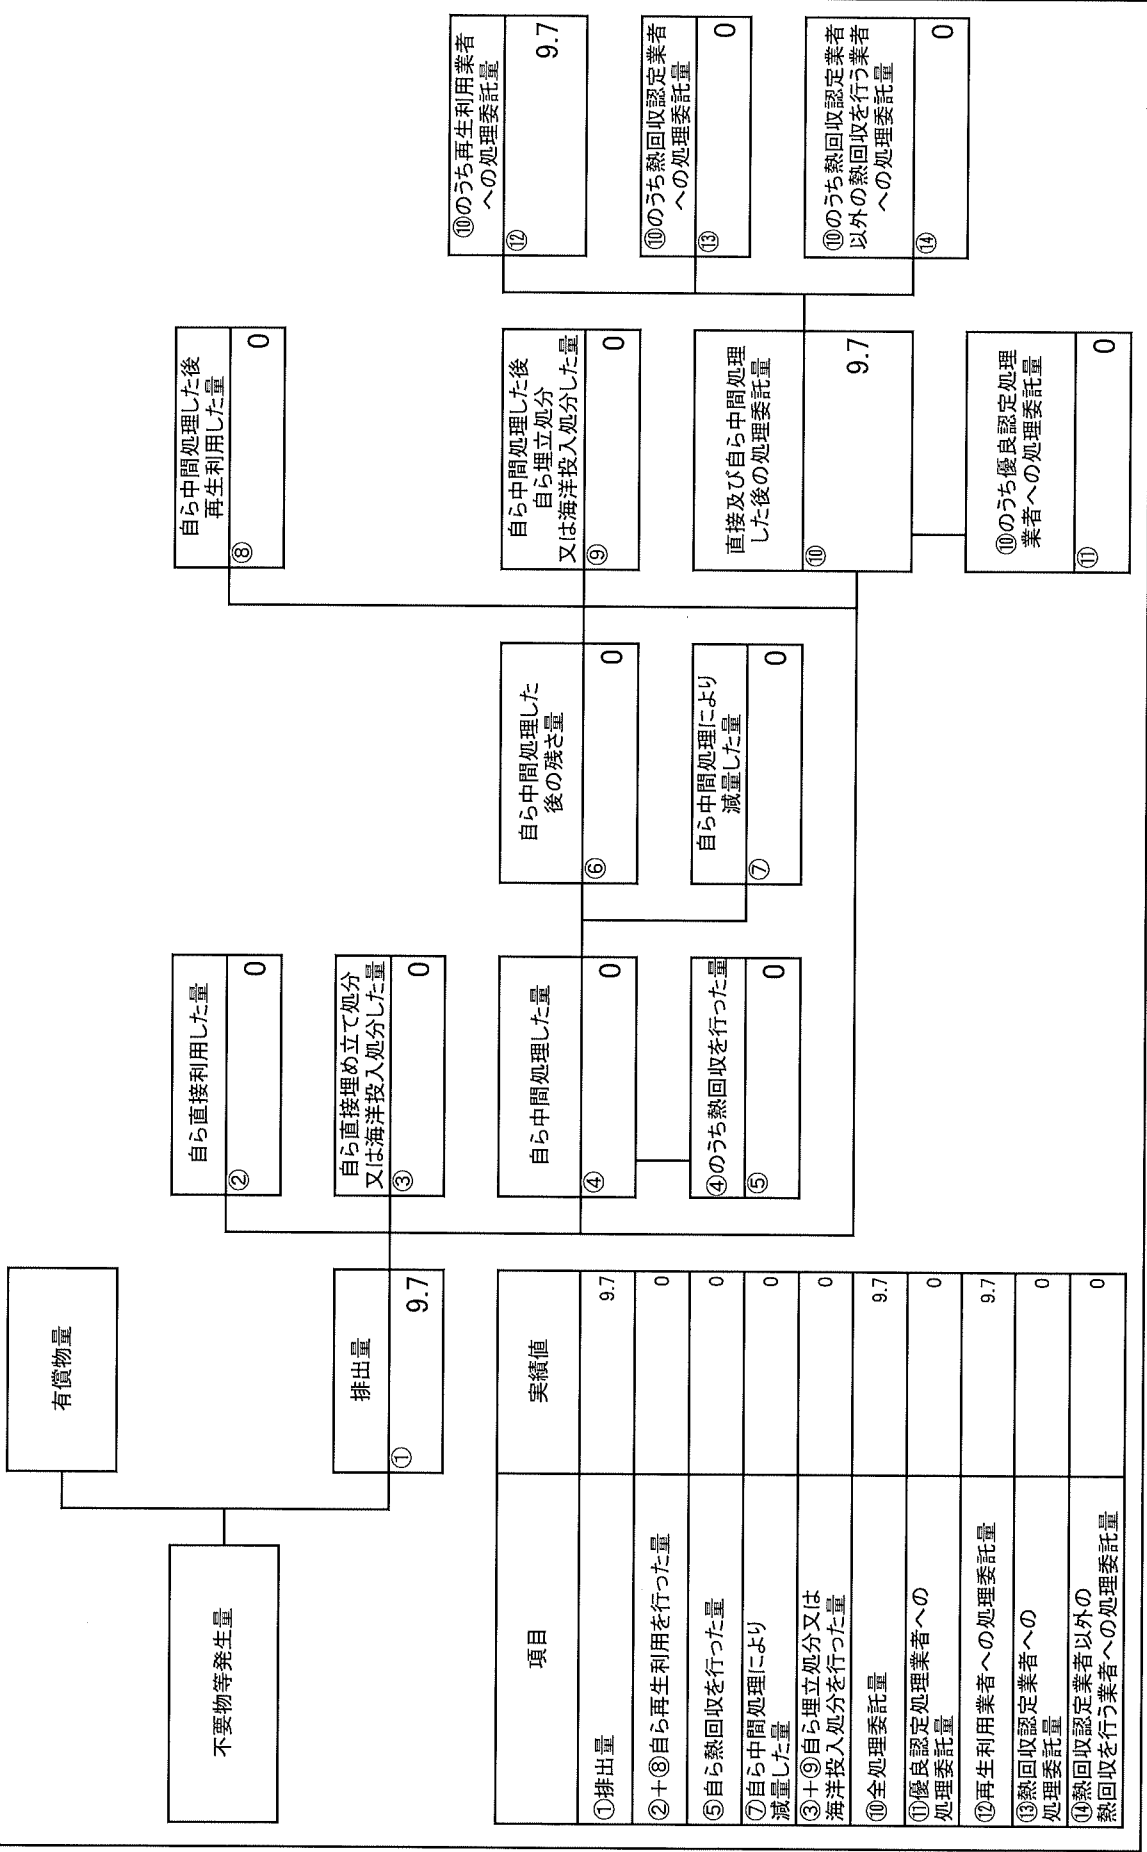 不要物等発生量
有償物量
排出量
①
9.7
自ら直接利用した量
②
0
自ら直接埋め立て処分
又は海洋投入処分した量
③
0
自ら中間処理した量
④
0
④のうち熱回収を行った量
⑤
0
自ら中間処理した
後の残さ量
⑥
0
自ら中間処理により
減量した量
⑦
0
自ら中間処理した後
再生利用した量
⑧
0
自ら中間処理した後
自ら埋立処分
又は海洋投入処分した量
⑨
0
直接及び自ら中間処理
した後の処理委託量
⑩
9.7
⑩のうち優良認定処理
業者への処理委託量
⑪
0
⑩のうち再生利用業者
への処理委託量
⑫
9.7
⑩のうち熱回収認定業者
への処理委託量
⑬
0
⑩のうち熱回収認定業者
以外の熱回収を行う業者
への処理委託量
⑭
0
項目 実績値
①排出量 9.7
②+⑧自ら再生利用を行った量 0
⑤自ら熱回収を行った量 0
⑦自ら中間処理により
減量した量 0
③+⑨自ら埋立処分又は
海洋投入処分を行った量 0
⑩全処理委託量 9.7
⑪優良認定処理業者への
処理委託量 0
⑫再生利用業者への処理委託量 9.7
⑬熱回収認定業者への
処理委託量 0
⑭熱回収認定業者以外の
熱回収を行う業者への処理委託量 0